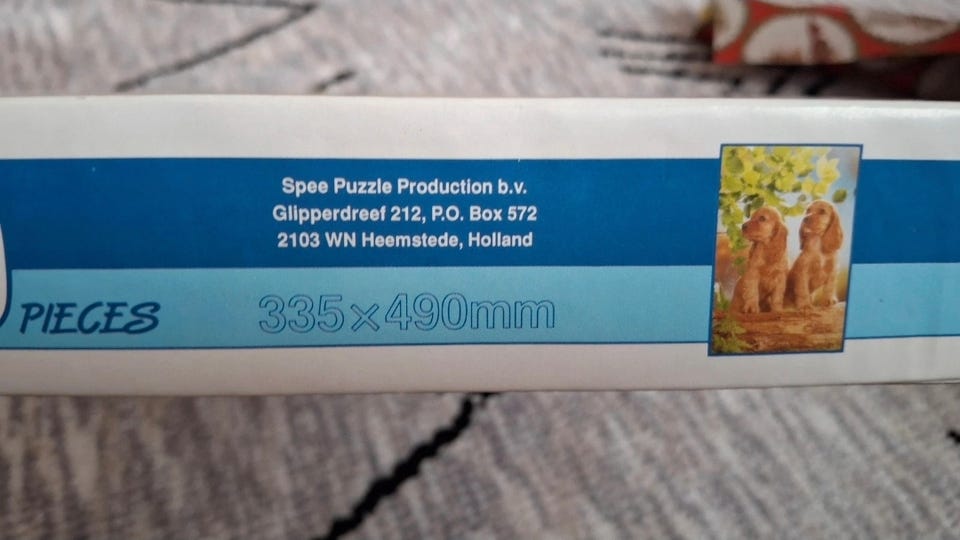 Spee Puzzle Production b.v.
Glipperdreef 212, P.O. Box 572
2103 WN Heemstede, Holland
PIECES
335×490mm